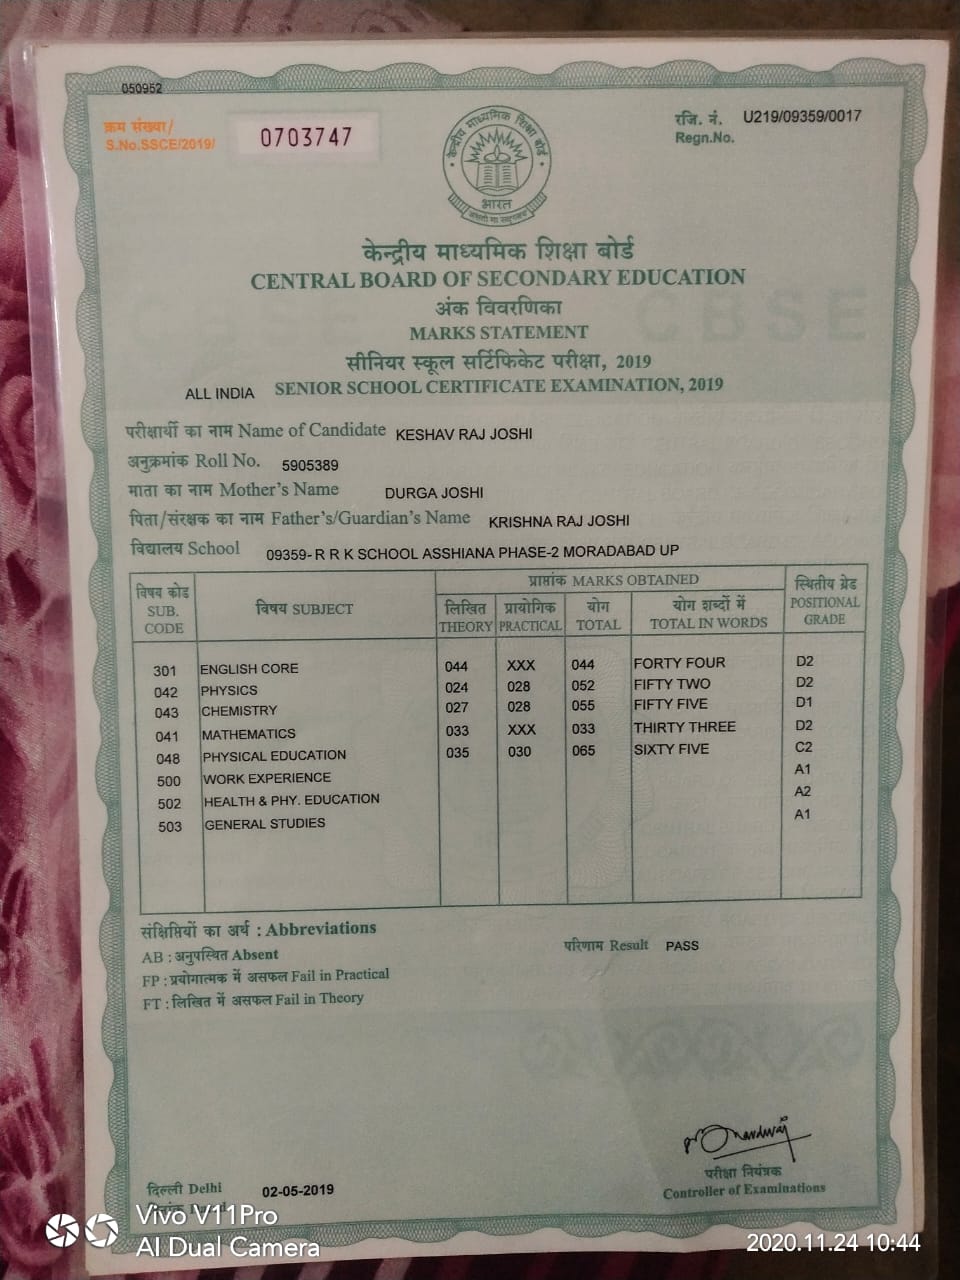 050952
क्रम संख्या/
S.No.SSCE/2019/ 0703747
रजि. नं. U219/09359/0017
Regn.No.
केन्द्रीय माध्यमिक शिक्षा बोर्ड
भारत
केन्द्रीय माध्यमिक शिक्षा बोर्ड
CENTRAL BOARD OF SECONDARY EDUCATION
अंक विवरणिका
MARKS STATEMENT
सीनियर स्कूल सर्टिफिकेट परीक्षा, 2019
ALL INDIA SENIOR SCHOOL CERTIFICATE EXAMINATION, 2019
CBSE CBSE
परीक्षार्थी का नाम Name of Candidate KESHAV RAJ JOSHI
अनुक्रमांक Roll No. 5905389
माता का नाम Mother's Name DURGA JOSHI
पिता/संरक्षक का नाम Father's/Guardian's Name KRISHNA RAJ JOSHI
विद्यालय School 09359- R R K SCHOOL ASSHIANA PHASE-2 MORADABAD UP
विषय कोड SUB. CODE विषय SUBJECT प्राप्तांक MARKS OBTAINED स्थितीय ग्रेड POSITIONAL GRADE
लिखित THEORY प्रायोगिक PRACTICAL योग TOTAL योग शब्दों में TOTAL IN WORDS
301 ENGLISH CORE 044 XXX 044 FORTY FOUR D2
042 PHYSICS 024 028 052 FIFTY TWO D2
043 CHEMISTRY 027 028 055 FIFTY FIVE D1
041 MATHEMATICS 033 XXX 033 THIRTY THREE D2
048 PHYSICAL EDUCATION 035 030 065 SIXTY FIVE C2
500 WORK EXPERIENCE A1
502 HEALTH & PHY. EDUCATION A2
503 GENERAL STUDIES A1
संक्षिप्तियों का अर्थ : Abbreviations
AB : अनुपस्थित Absent
परिणाम Result PASS
FP : प्रयोगात्मक में असफल Fail in Practical
FT : लिखित में असफल Fail in Theory
परीक्षा नियंत्रक
Controller of Examinations
दिल्ली Delhi
02-05-2019
Vivo V11Pro
AI Dual Camera
2020.11.24 10:44